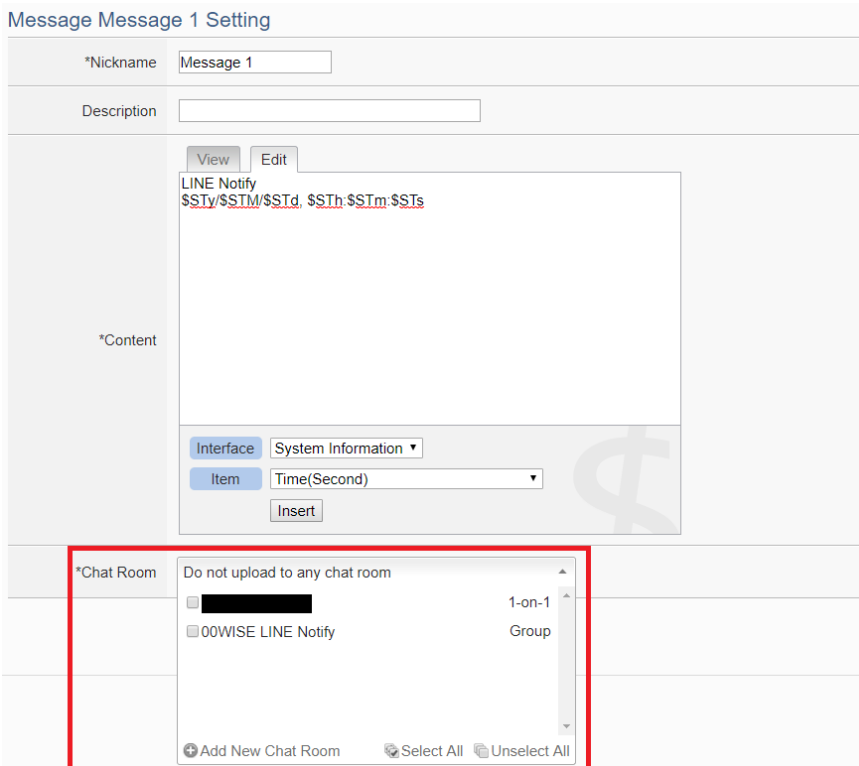 Message Message 1 Setting
*Nickname Message 1
Description
View Edit
LINE Notify
$STy/$STM/$STd, $STh:$STm:$STs
*Content
Interface System Information
Item Time(Second)
Insert
$
*Chat Room Do not upload to any chat room
1-on-1
00WISE LINE Notify Group
Add New Chat Room Select All Unselect All